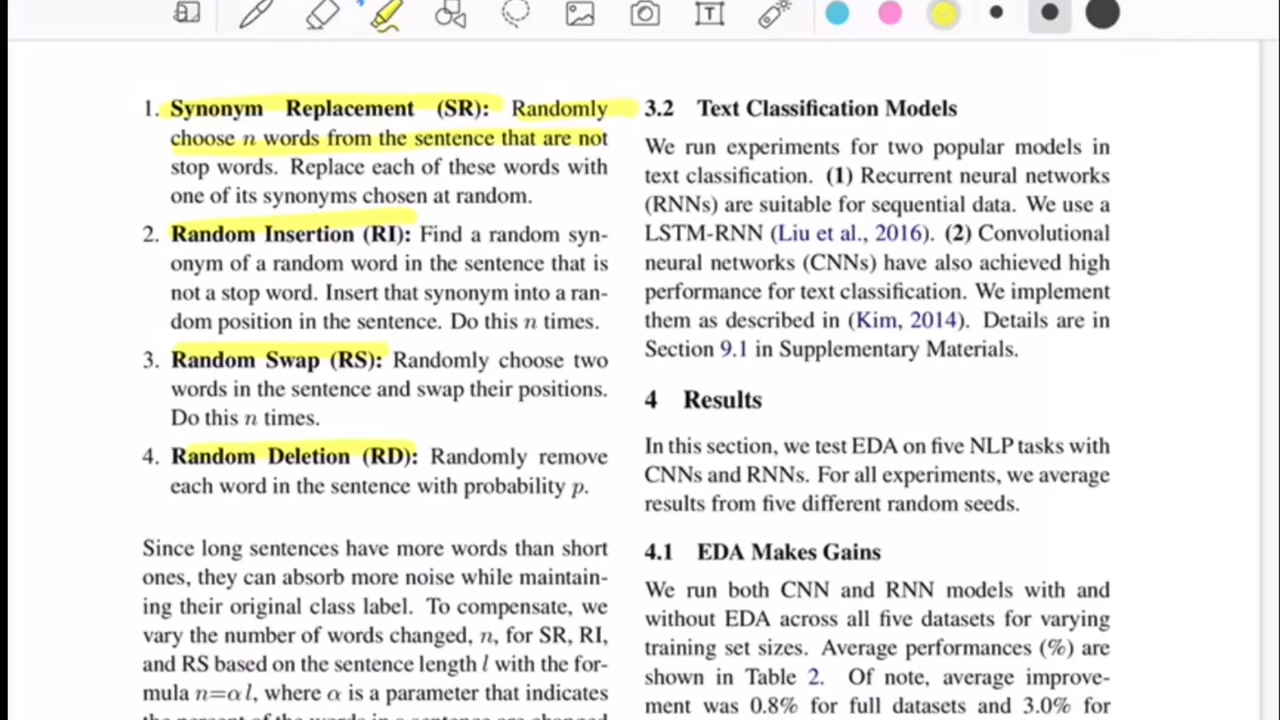 1. Synonym Replacement (SR): Randomly
choose n words from the sentence that are not
stop words. Replace each of these words with
one of its synonyms chosen at random.
2. Random Insertion (RI): Find a random syn-
onym of a random word in the sentence that is
not a stop word. Insert that synonym into a ran-
dom position in the sentence. Do this n times.
3. Random Swap (RS): Randomly choose two
words in the sentence and swap their positions.
Do this n times.
4. Random Deletion (RD): Randomly remove
each word in the sentence with probability p.
Since long sentences have more words than short
ones, they can absorb more noise while maintain-
ing their original class label. To compensate, we
vary the number of words changed, n, for SR, RI,
and RS based on the sentence length l with the for-
mula n=α l, where α is a parameter that indicates
the percent of the words in a sentence are changed
3.2 Text Classification Models
We run experiments for two popular models in
text classification. (1) Recurrent neural networks
(RNNs) are suitable for sequential data. We use a
LSTM-RNN (Liu et al., 2016). (2) Convolutional
neural networks (CNNs) have also achieved high
performance for text classification. We implement
them as described in (Kim, 2014). Details are in
Section 9.1 in Supplementary Materials.
4 Results
In this section, we test EDA on five NLP tasks with
CNNs and RNNs. For all experiments, we average
results from five different random seeds.
4.1 EDA Makes Gains
We run both CNN and RNN models with and
without EDA across all five datasets for varying
training set sizes. Average performances (%) are
shown in Table 2. Of note, average improve-
ment was 0.8% for full datasets and 3.0% for